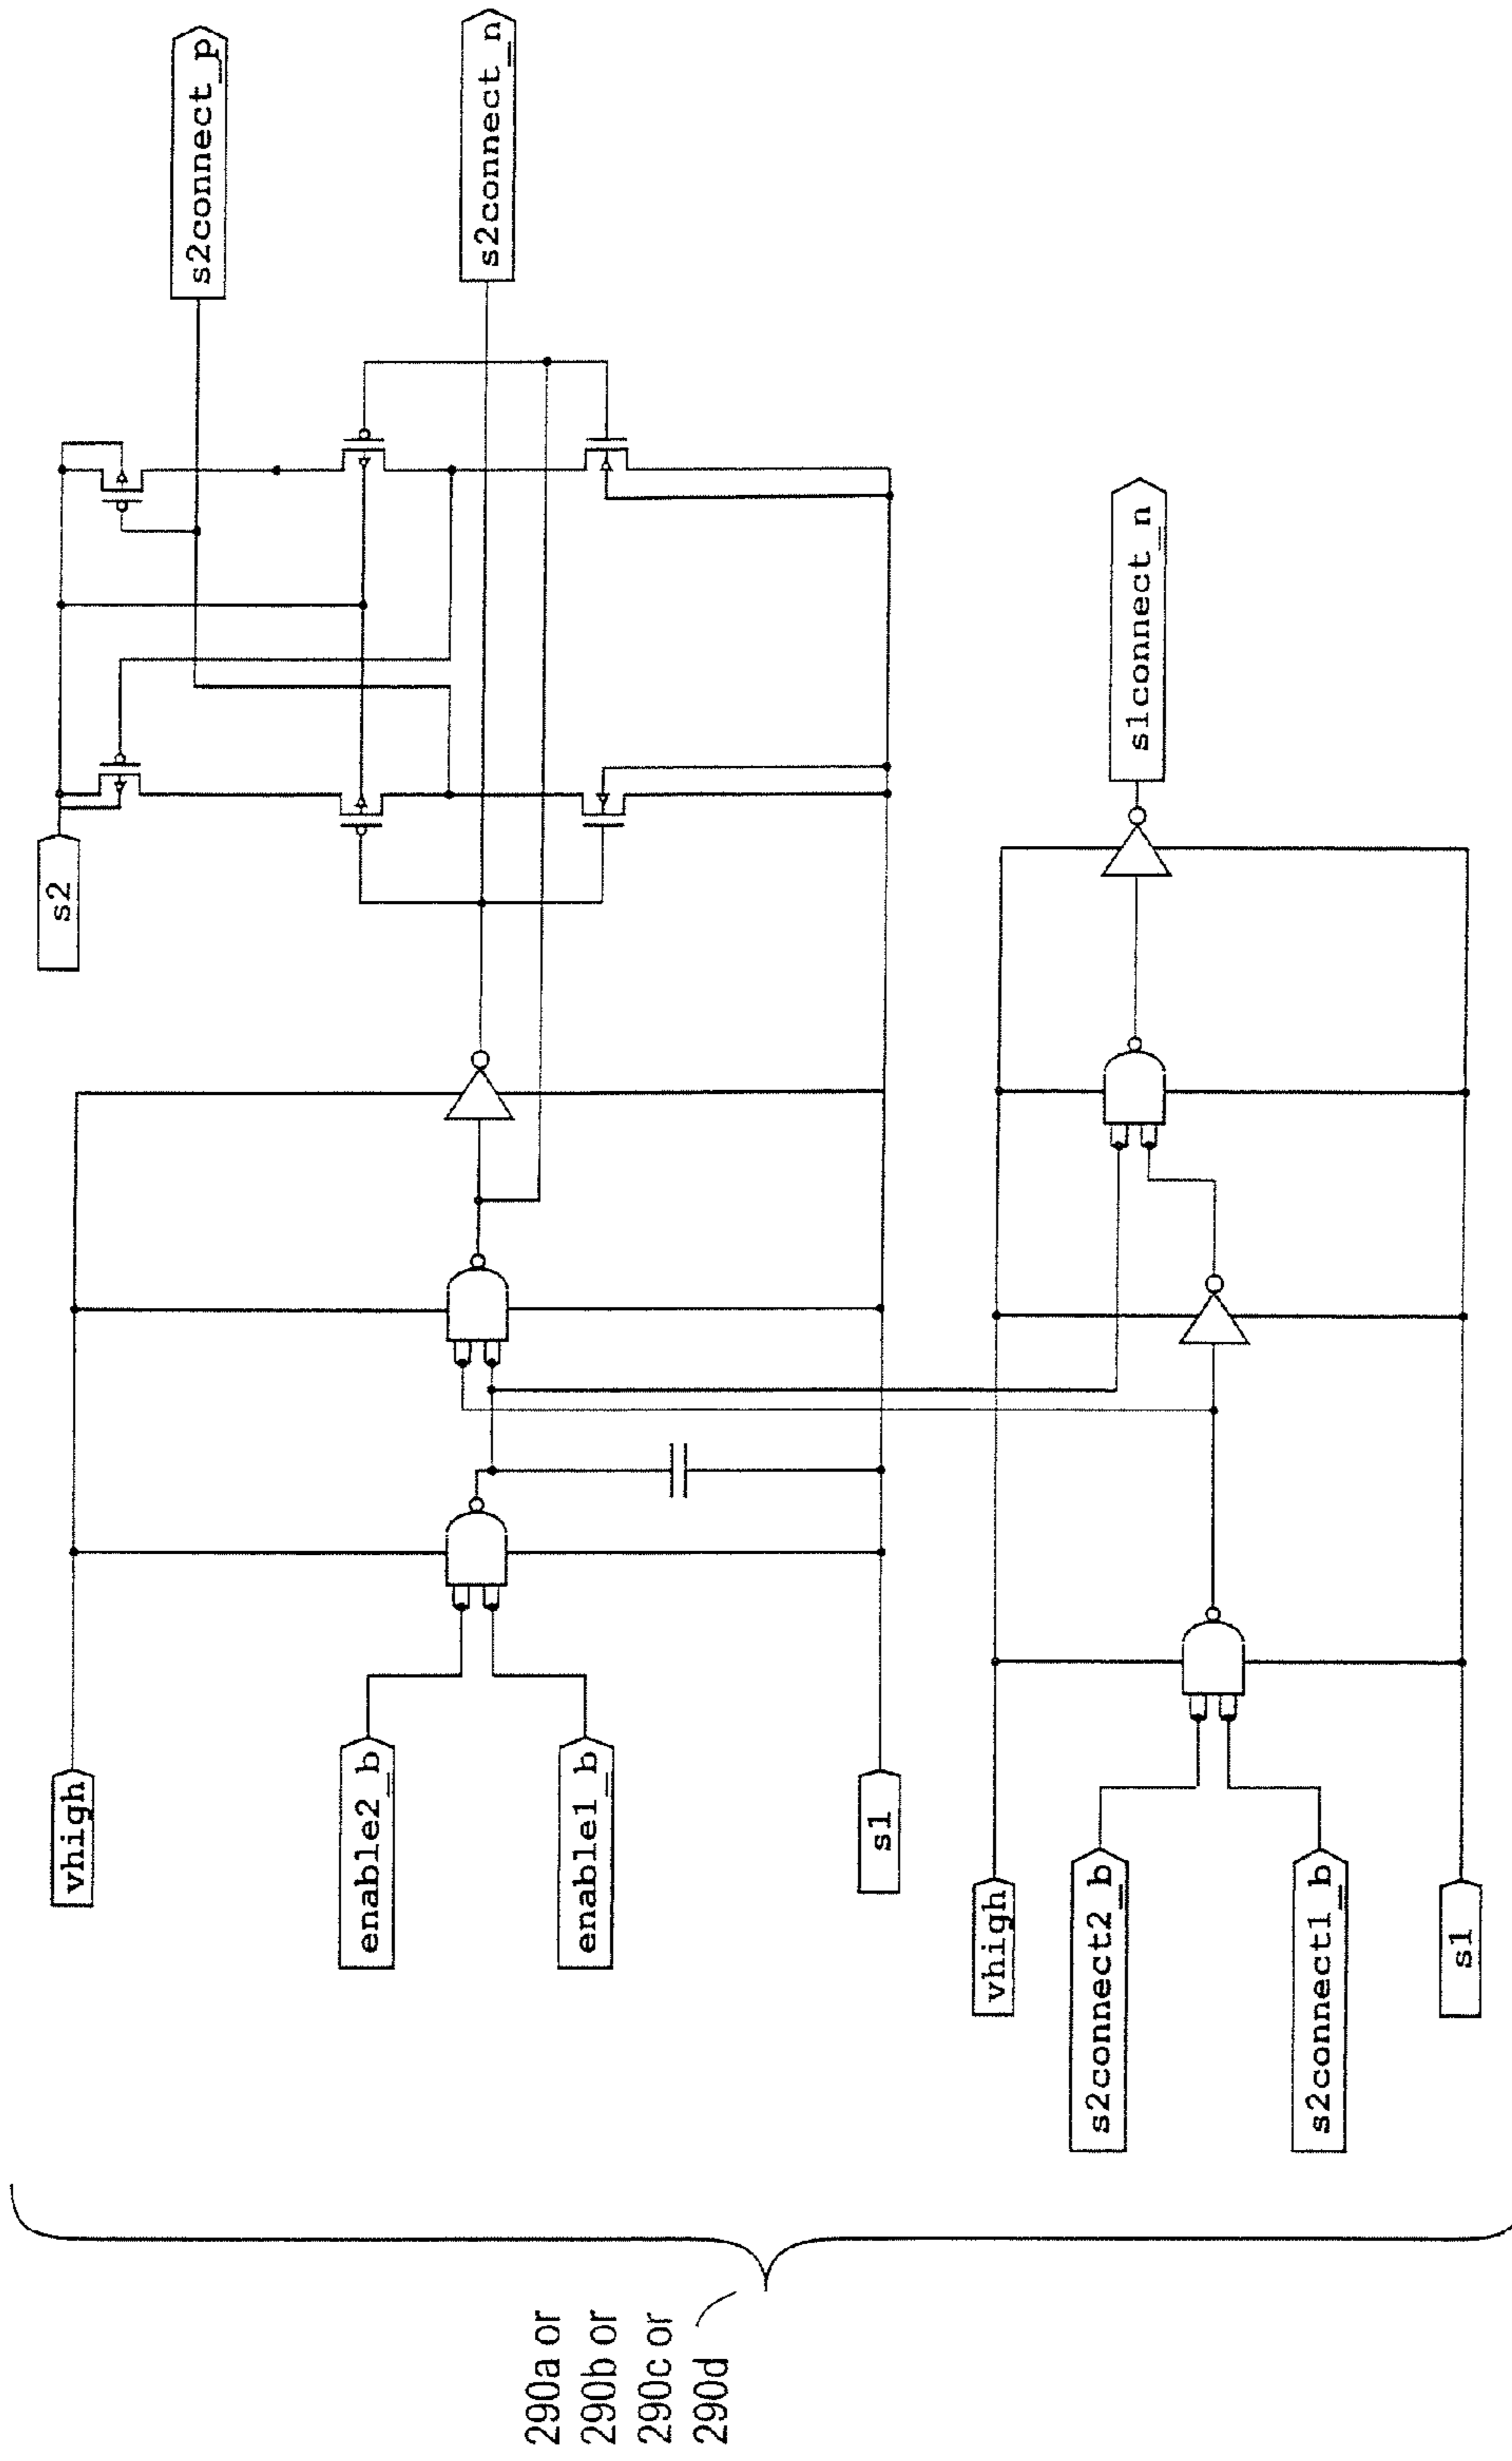 290a or
290b or
290c or
290d
vhigh
enable2_b
enable1_b
s1
s2
s2connect_p
s2connect_n
vhigh
s2connect2_b
s2connect1_b
s1
s1connect_n